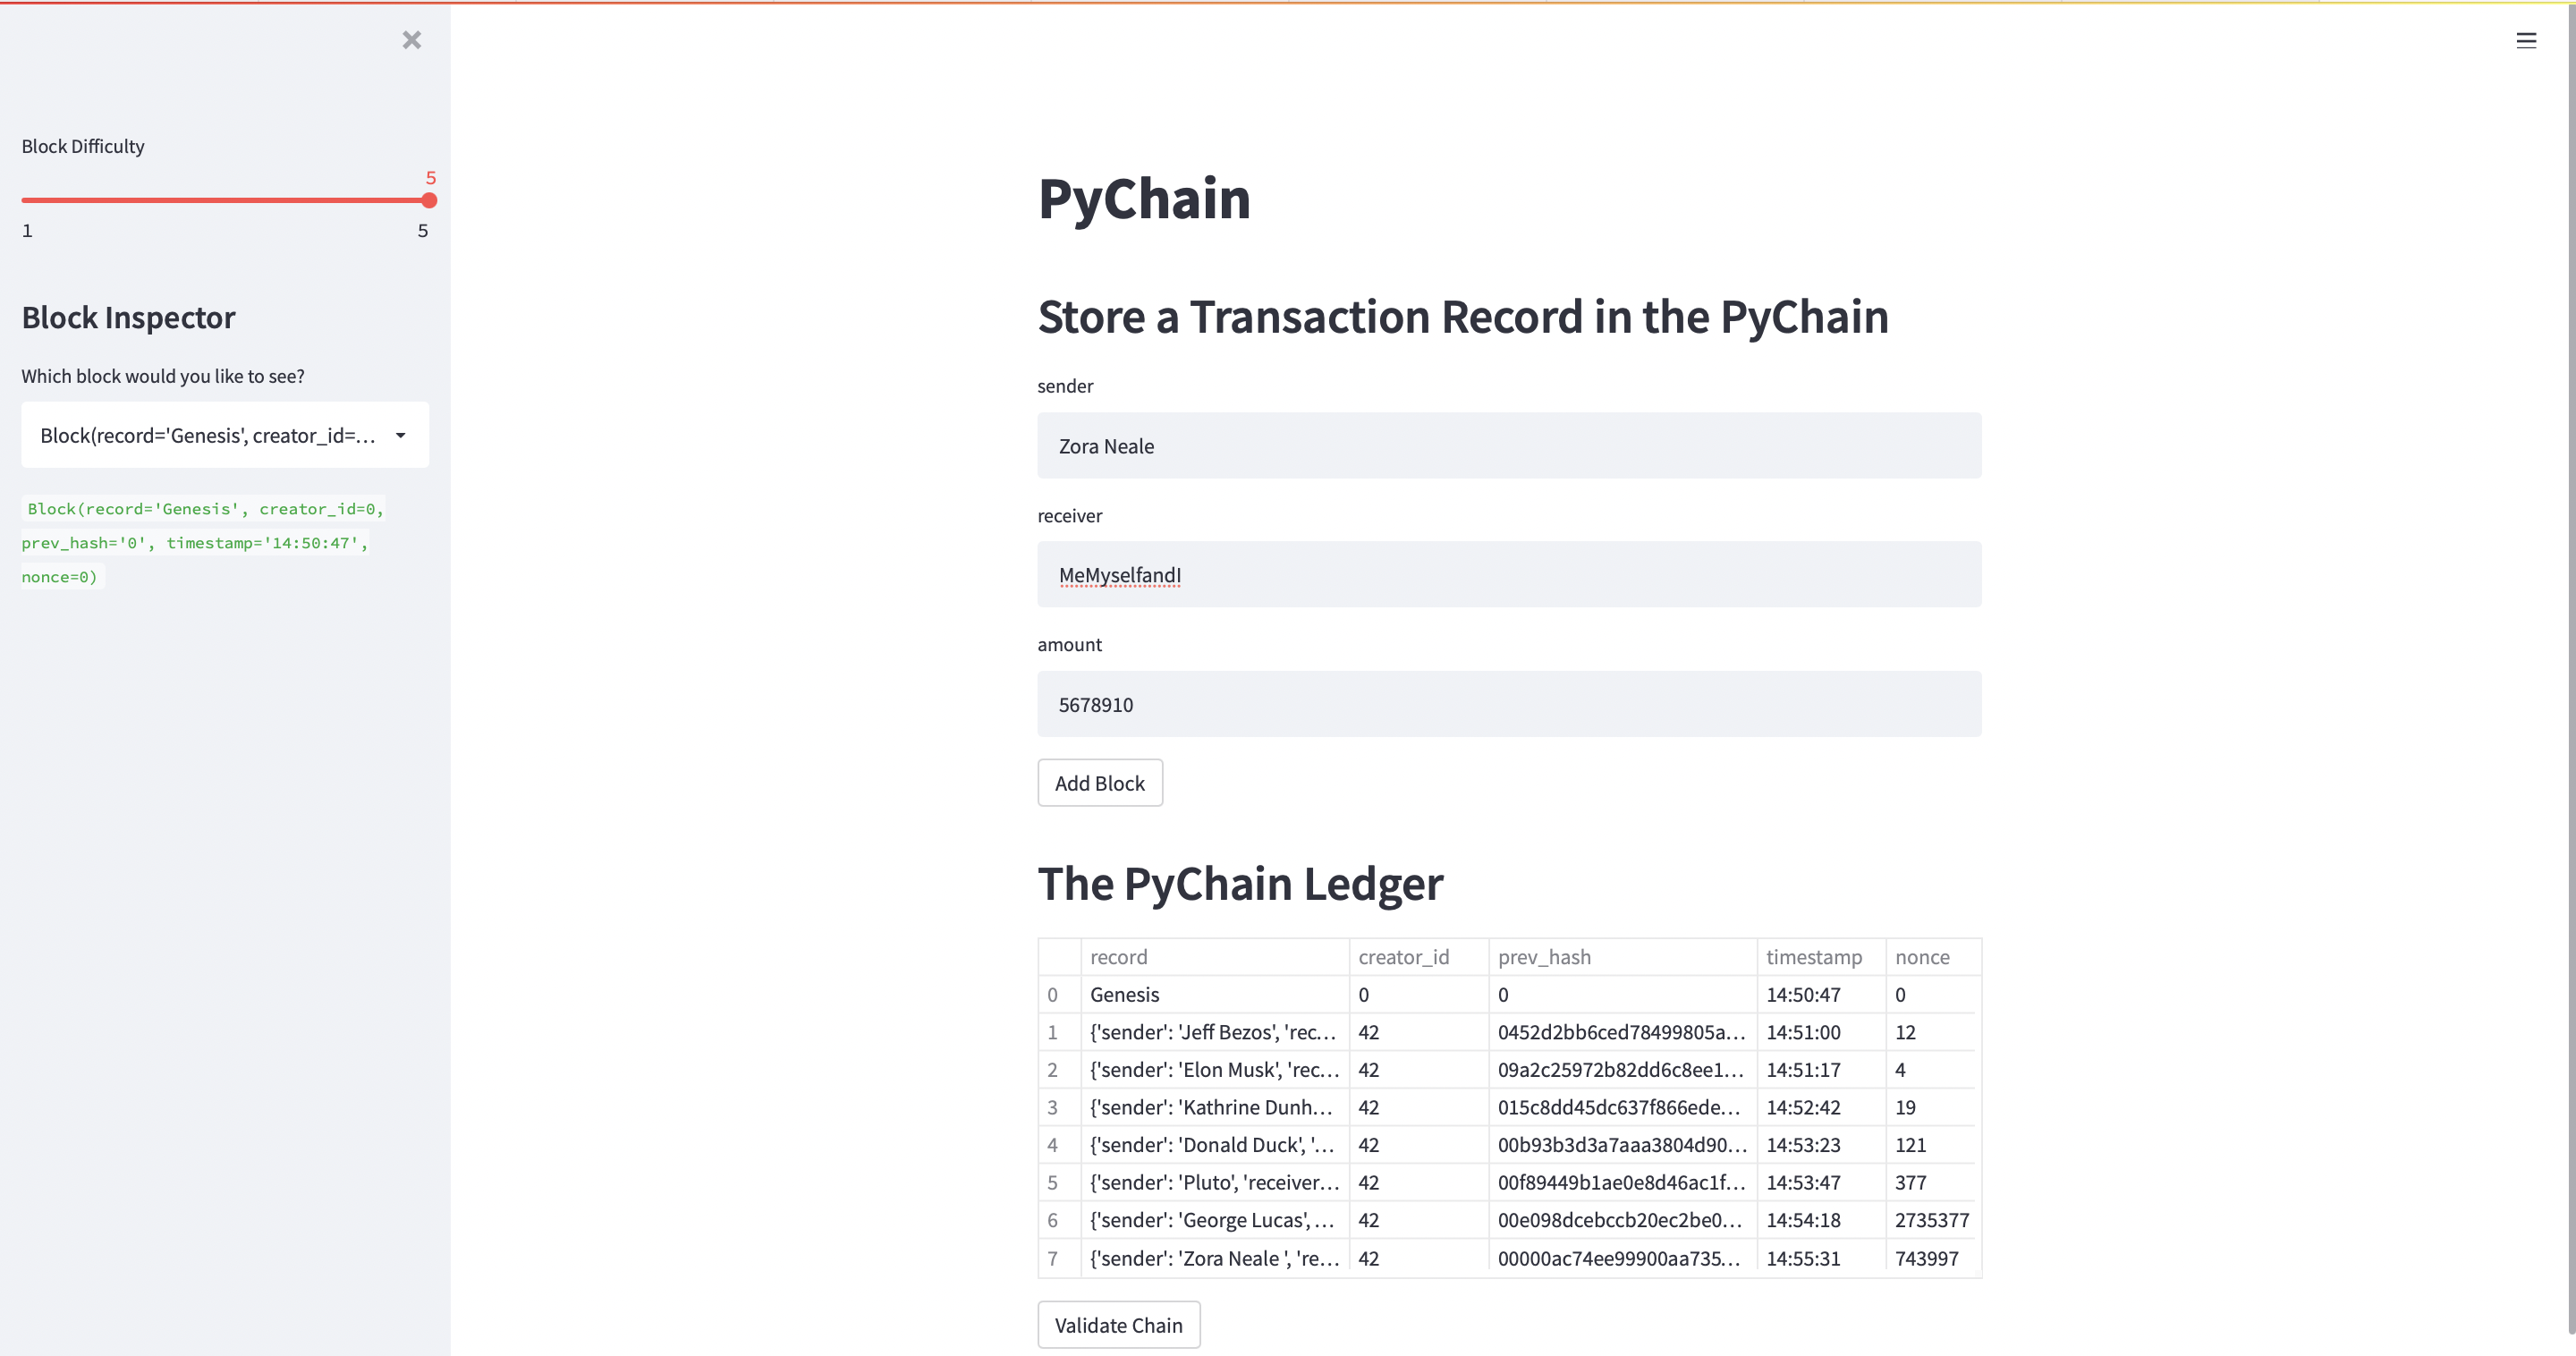 Block Difficulty
5
1 5
Block Inspector
Which block would you like to see?
Block(record='Genesis', creator_id=...
Block(record='Genesis', creator_id=0,
prev_hash='0', timestamp='14:50:47',
nonce=0)
PyChain
Store a Transaction Record in the PyChain
sender
Zora Neale
receiver
MeMyselfandI
amount
5678910
Add Block
The PyChain Ledger
record creator_id prev_hash timestamp nonce
0 Genesis 0 0 14:50:47 0
1 {'sender': 'Jeff Bezos', 'rec... 42 0452d2bb6ced78499805a... 14:51:00 12
2 {'sender': 'Elon Musk', 'rec... 42 09a2c25972b82dd6c8ee1... 14:51:17 4
3 {'sender': 'Kathrine Dunh... 42 015c8dd45dc637f866ede... 14:52:42 19
4 {'sender': 'Donald Duck', '... 42 00b93b3d3a7aaa3804d90... 14:53:23 121
5 {'sender': 'Pluto', 'receiver... 42 00f89449b1ae0e8d46ac1f... 14:53:47 377
6 {'sender': 'George Lucas', ... 42 00e098dcebccb20ec2be0... 14:54:18 2735377
7 {'sender': 'Zora Neale ', 're... 42 00000ac74ee99900aa735... 14:55:31 743997
Validate Chain